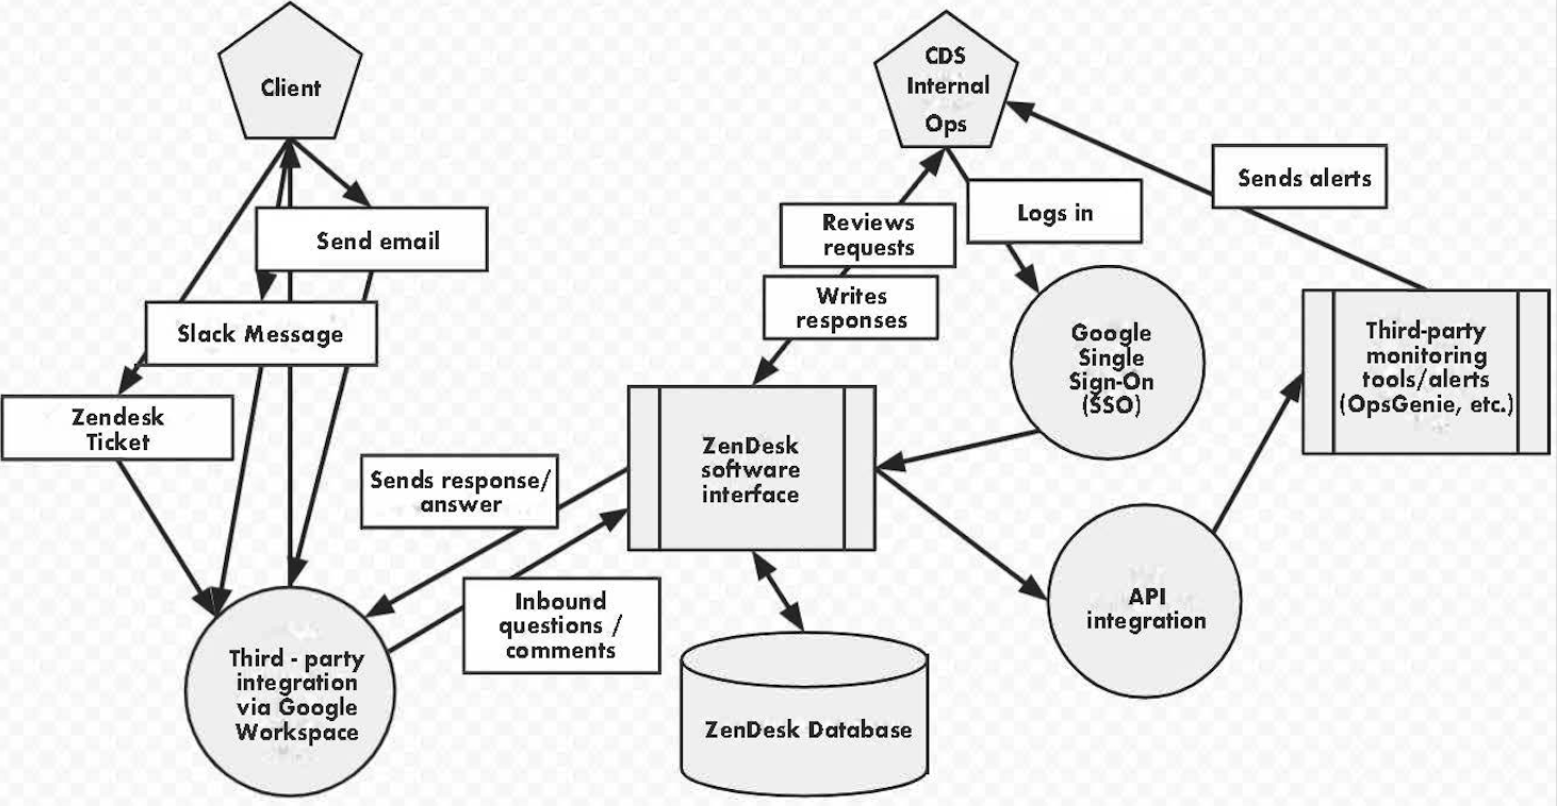 Client
CDS
Internal
Ops
Sends alerts
Reviews
requests
Logs in
Send email
Writes
responses
Slack Message
Google
Single
Sign-On
(SSO)
Third-party
monitoring
tools/alerts
(OpsGenie, etc.)
Zendesk
Ticket
ZenDesk
software
interface
Sends response/
answer
Inbound
questions /
comments
API
integration
Third - party
integration
via Google
Workspace
ZenDesk Database